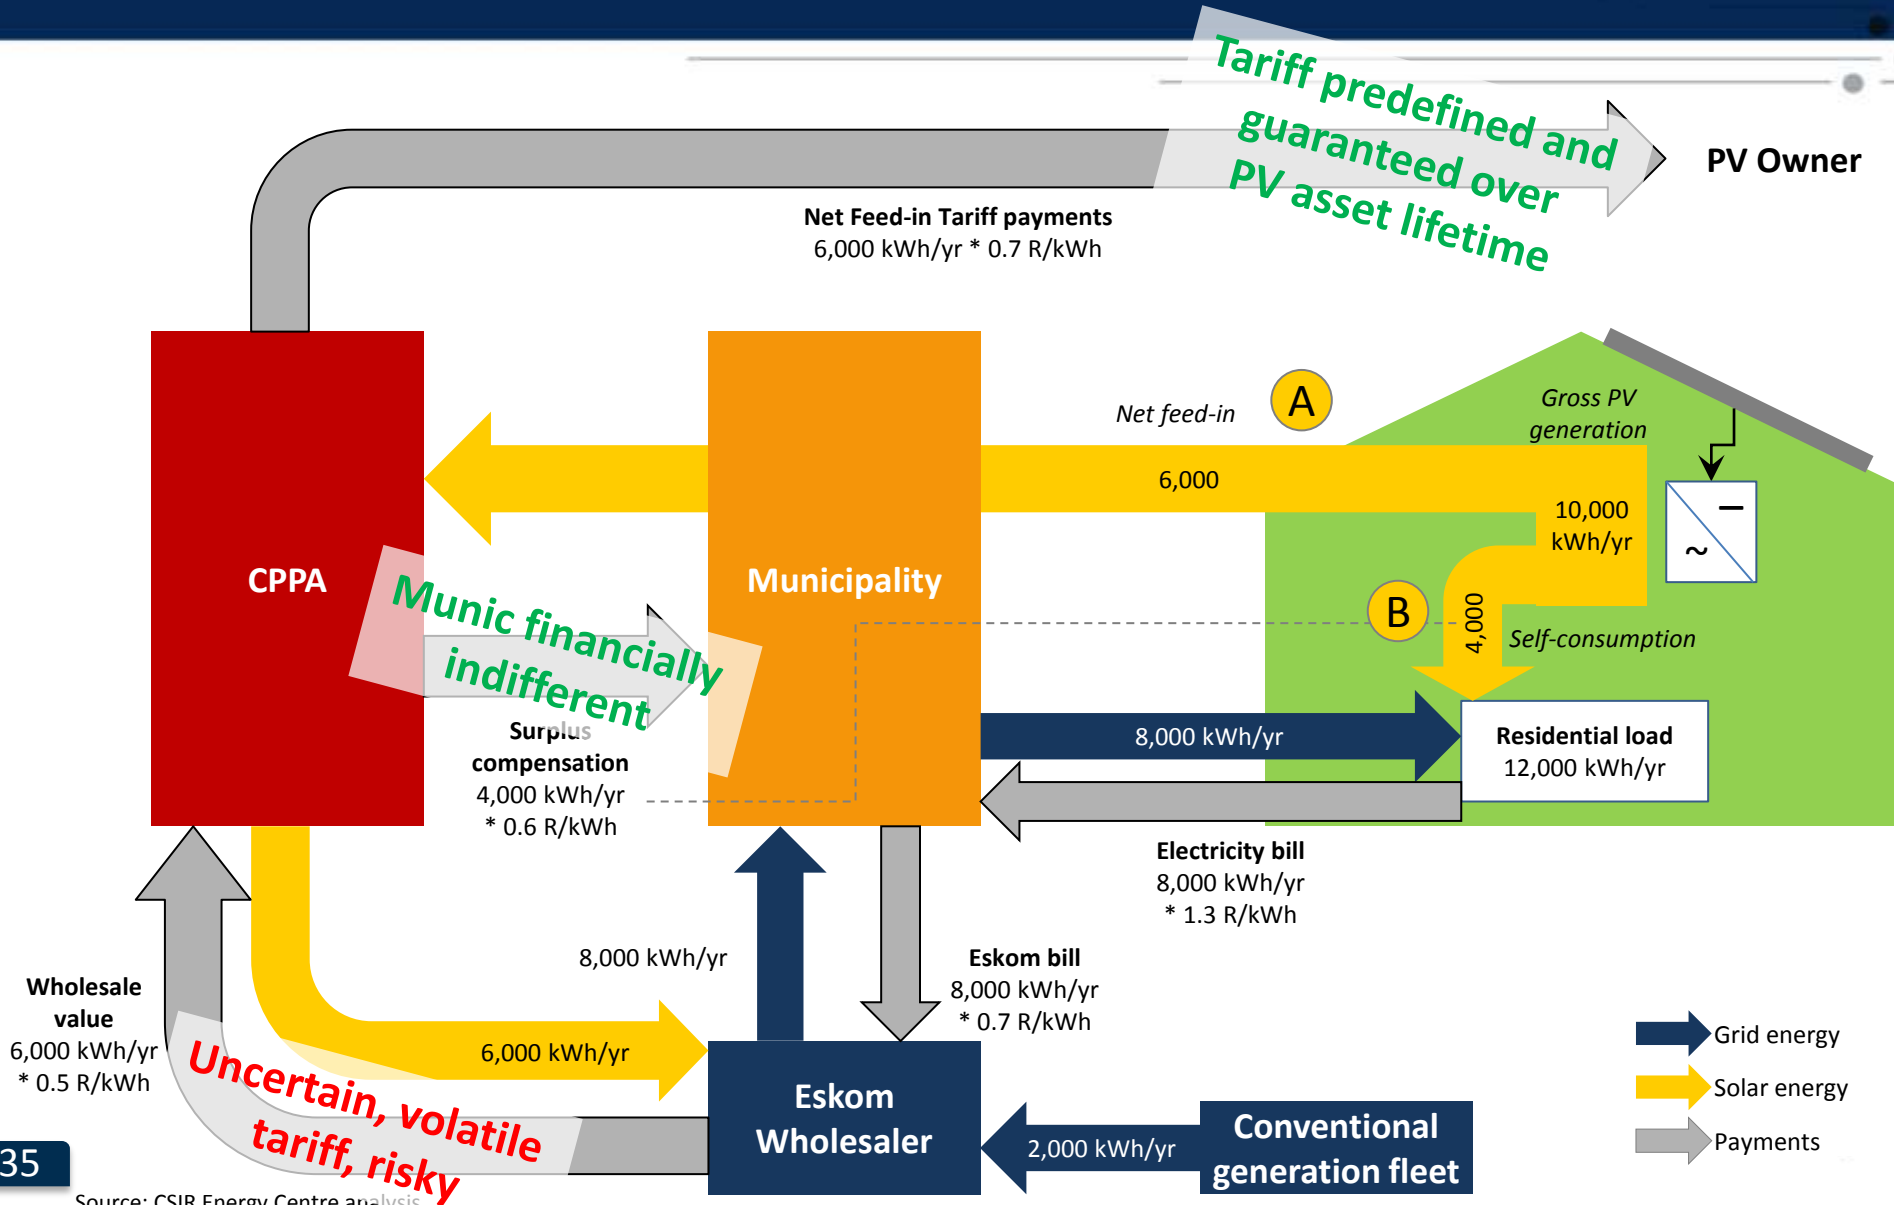 Tariff predefined and
guaranteed over
PV asset lifetime
PV Owner
Net Feed-in Tariff payments
6,000 kWh/yr * 0.7 R/kWh
A
Net feed-in
Gross PV
generation
6,000
10,000
kWh/yr
–
~
CPPA
Municipality
Munic financially
indifferent
B
4,000
Self-consumption
Surplus
compensation
4,000 kWh/yr
* 0.6 R/kWh
8,000 kWh/yr
Residential load
12,000 kWh/yr
Electricity bill
8,000 kWh/yr
* 1.3 R/kWh
8,000 kWh/yr
Eskom bill
8,000 kWh/yr
* 0.7 R/kWh
Wholesale
value
6,000 kWh/yr
* 0.5 R/kWh
6,000 kWh/yr
Uncertain, volatile
tariff, risky
Eskom
Wholesaler
2,000 kWh/yr
Conventional
generation fleet
Grid energy
Solar energy
Payments
35
Source: CSIR Energy Centre analysis